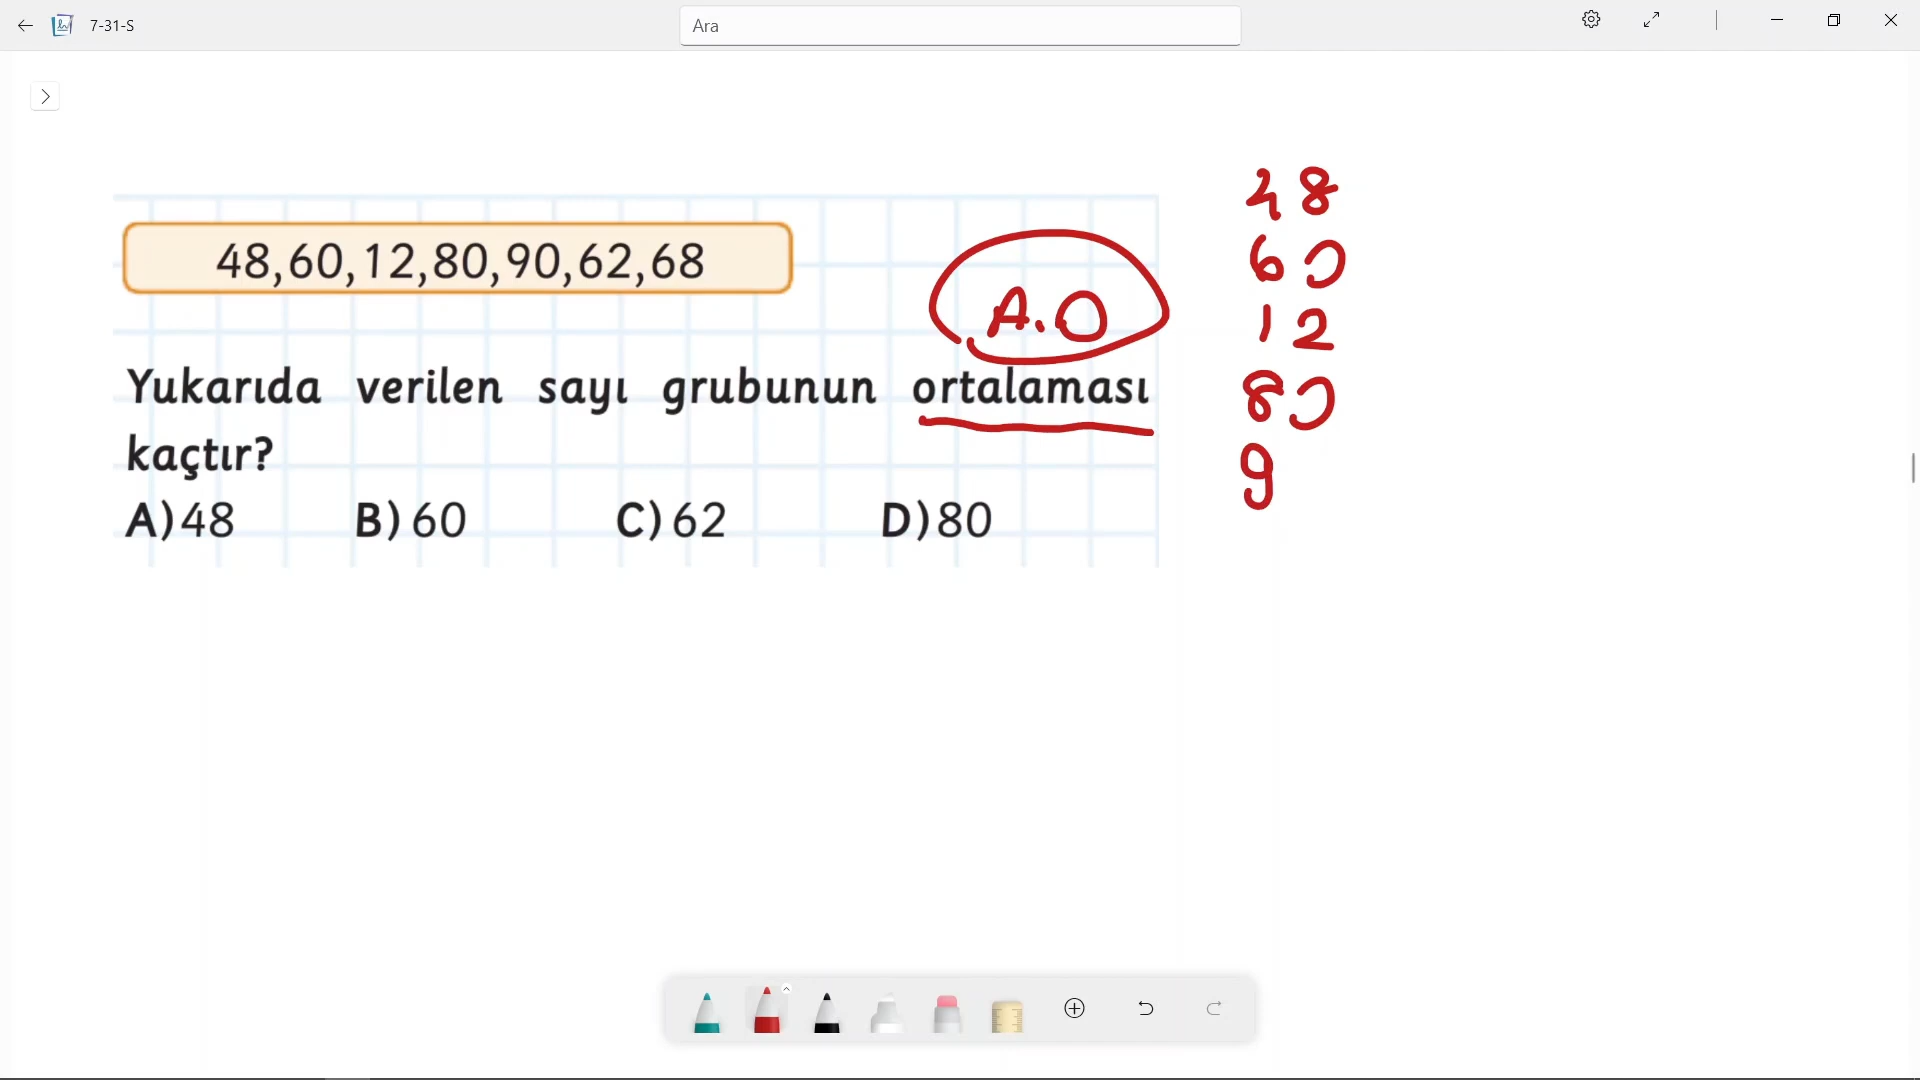 7-31-S
Ara
48,60,12,80,90,62,68
A.O
Yukarıda verilen sayı grubunun ortalaması
kaçtır?
A)48 B)60 C)62 D)80
48
60
12
80
9